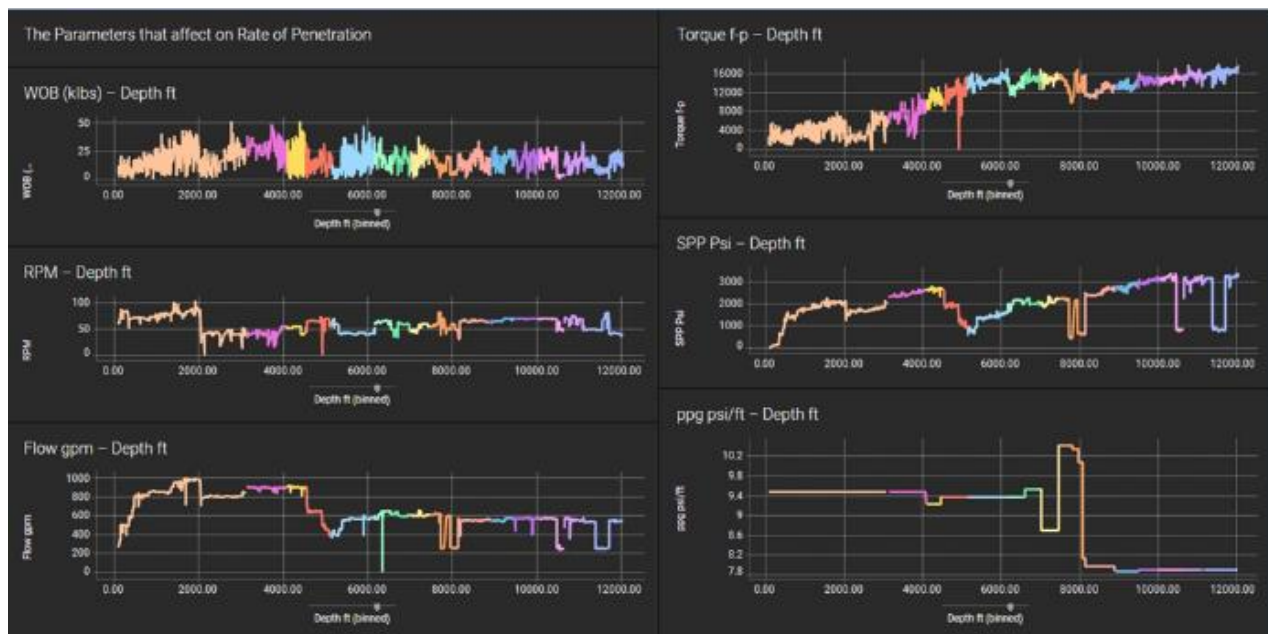 The Parameters that affect on Rate of Penetration
WOB (klbs) – Depth ft
WOB (...
50
25
0
0.00 2000.00 4000.00 6000.00 8000.00 10000.00 12000.00
Depth ft (binned)
RPM – Depth ft
RPM
100
50
0
0.00 2000.00 4000.00 6000.00 8000.00 10000.00 12000.00
Depth ft (binned)
Flow gpm – Depth ft
Flow gpm
1000
800
600
400
200
0
0.00 2000.00 4000.00 6000.00 8000.00 10000.00 12000.00
Depth ft (binned)
Torque f-p – Depth ft
Torque f-p
16000
12000
8000
4000
0
0.00 2000.00 4000.00 6000.00 8000.00 10000.00 12000.00
Depth ft (binned)
SPP Psi – Depth ft
SPP Psi
3000
2000
1000
0
0.00 2000.00 4000.00 6000.00 8000.00 10000.00 12000.00
Depth ft (binned)
ppg psi/ft – Depth ft
ppg psi/ft
10.2
9.8
9.4
9
8.6
8.2
7.8
0.00 2000.00 4000.00 6000.00 8000.00 10000.00 12000.00
Depth ft (binned)